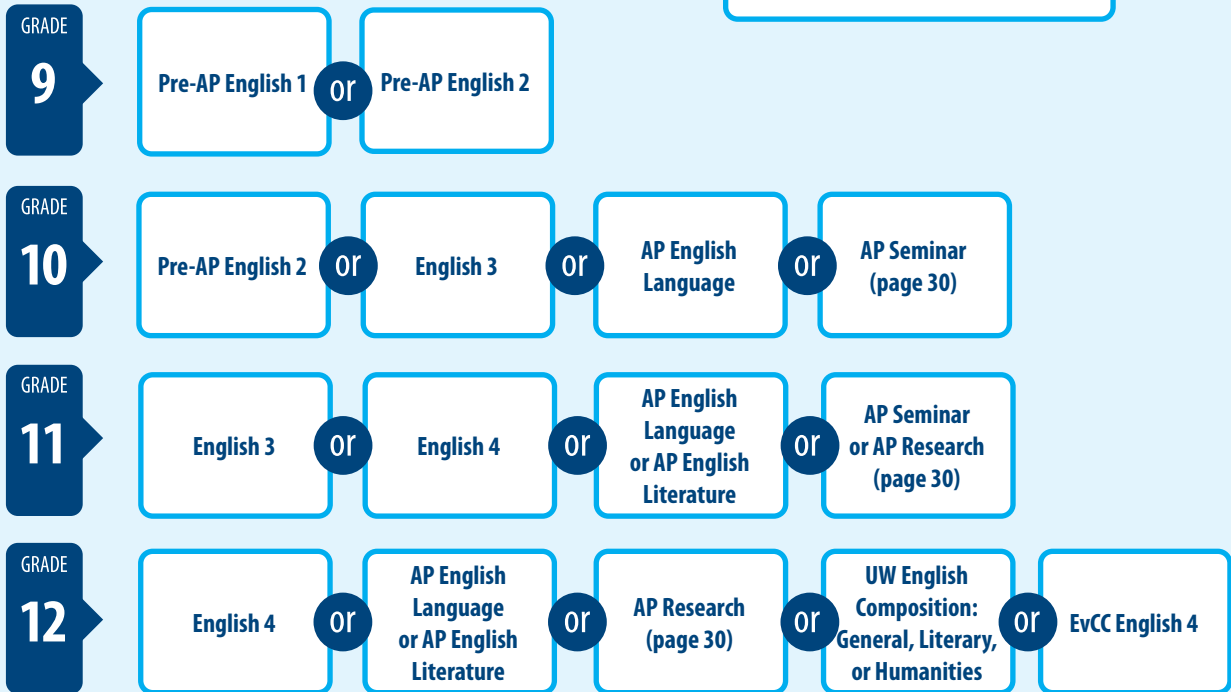 GRADE
9
Pre-AP English 1
or
Pre-AP English 2
GRADE
10
Pre-AP English 2
or
English 3
or
AP English
Language
or
AP Seminar
(page 30)
GRADE
11
English 3
or
English 4
or
AP English
Language
or AP English
Literature
or
AP Seminar
or AP Research
(page 30)
GRADE
12
English 4
or
AP English
Language
or AP English
Literature
or
AP Research
(page 30)
or
UW English
Composition:
General, Literary,
or Humanities
or
EvCC English 4